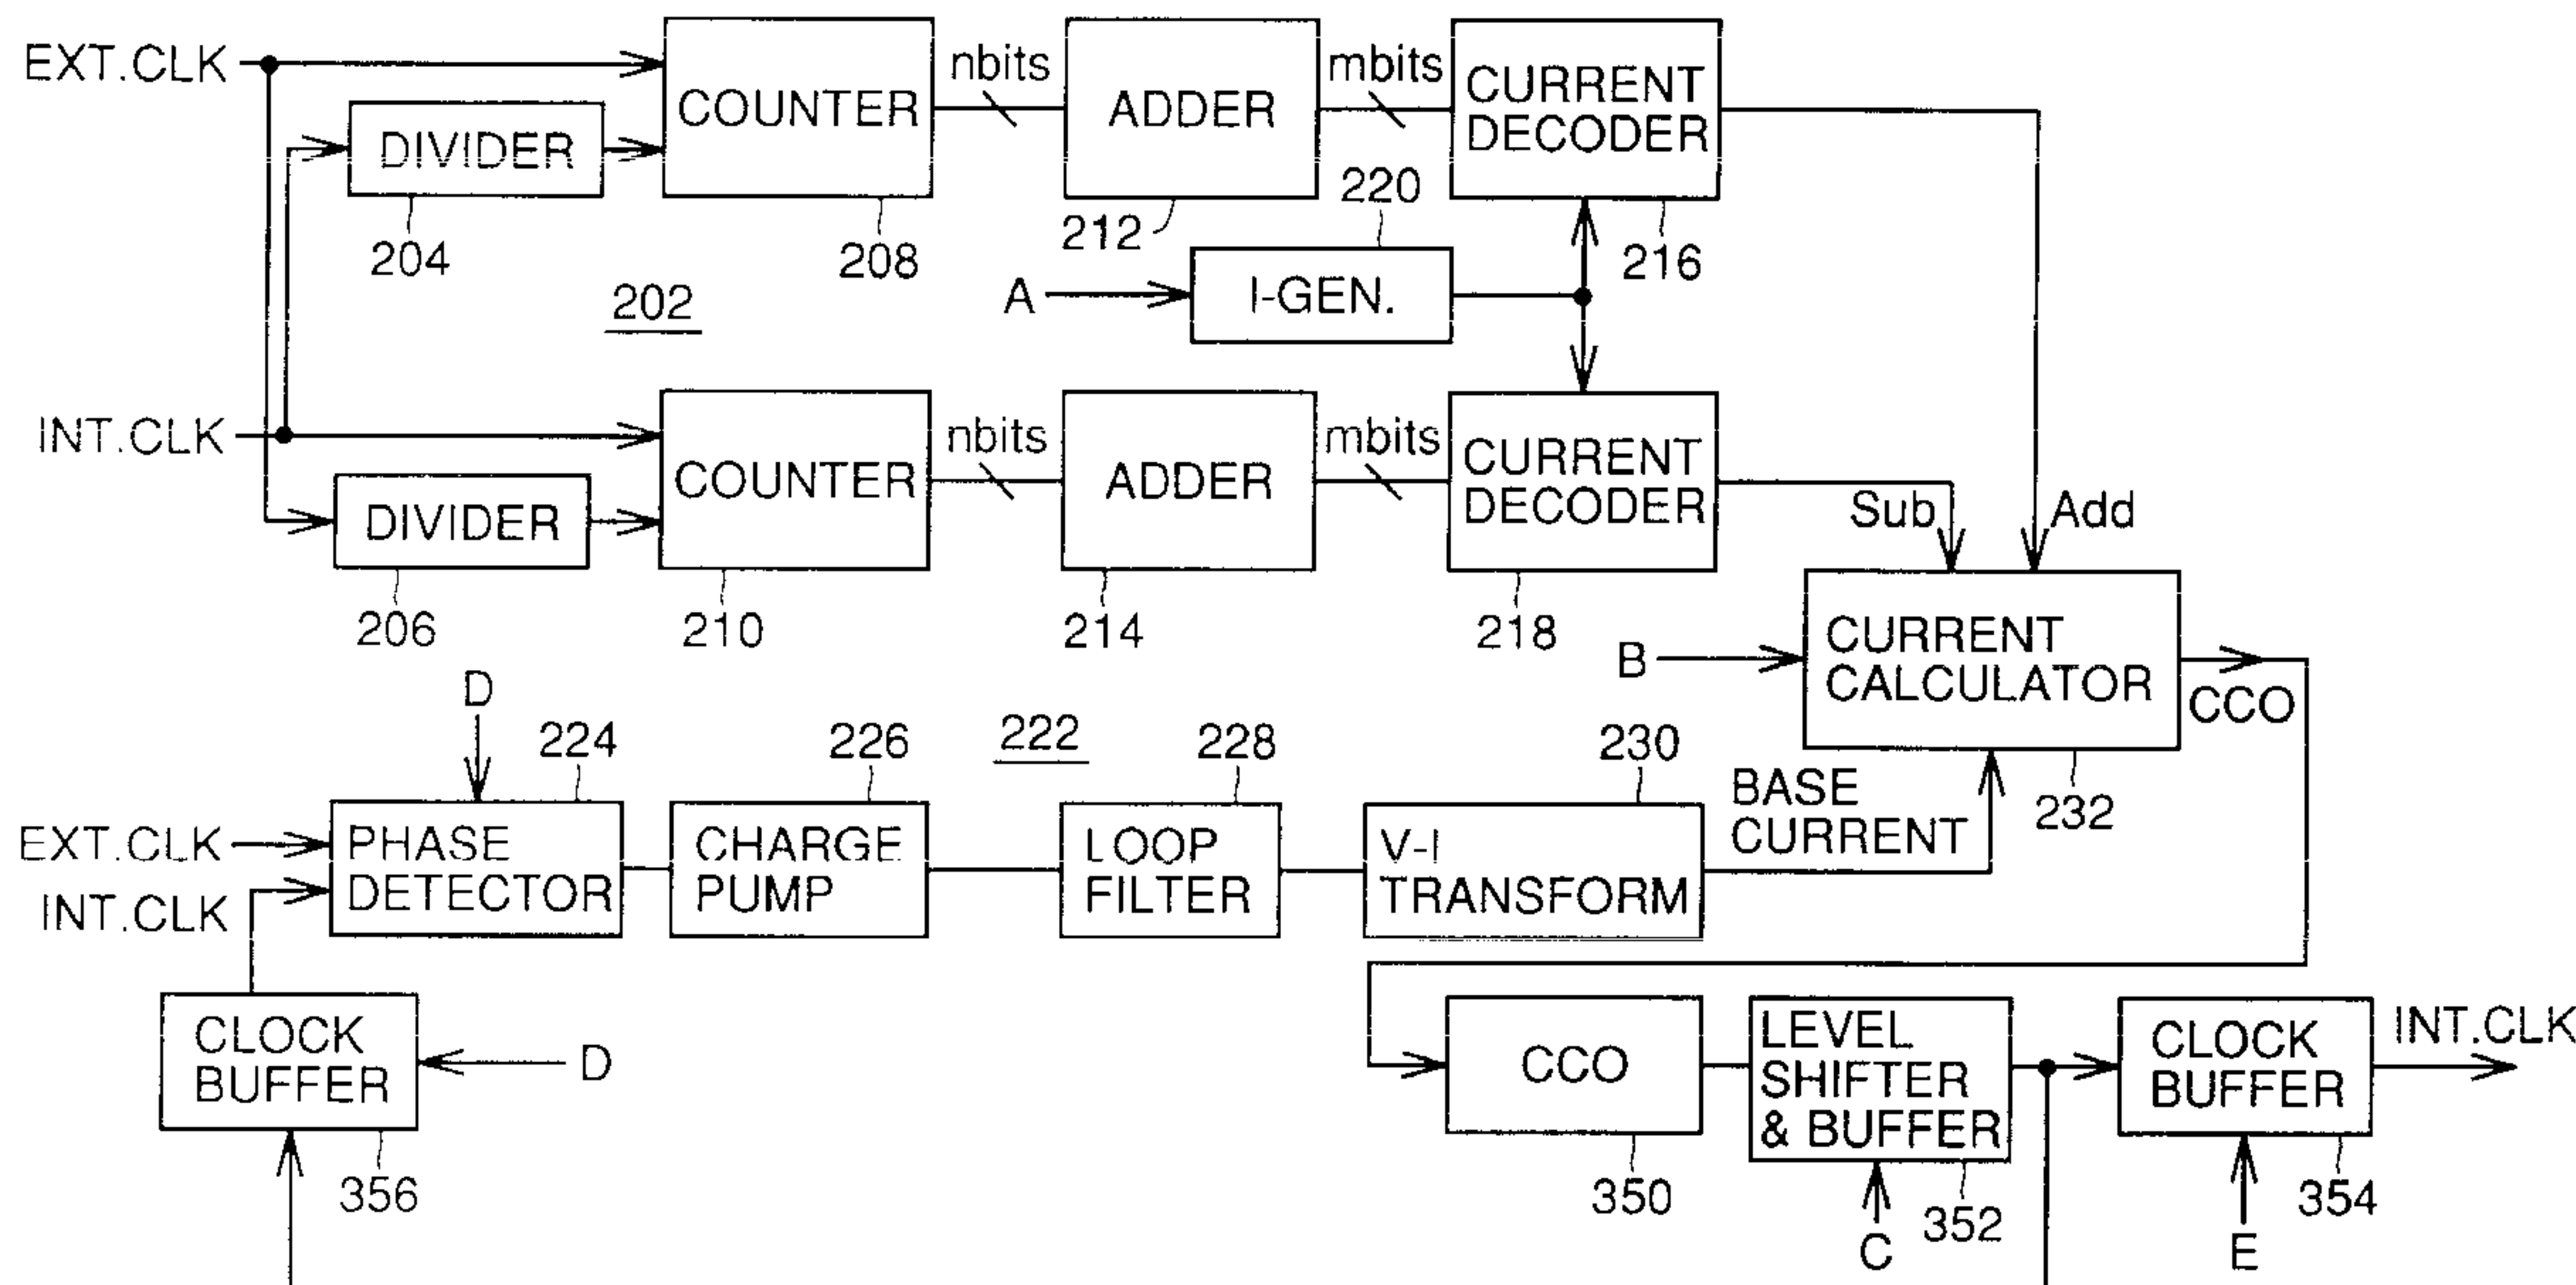 EXT.CLK
DIVIDER
204
COUNTER
208
nbits
ADDER
212
mbits
CURRENT
DECODER
216
220
A
I-GEN.
202
INT.CLK
DIVIDER
206
COUNTER
210
nbits
ADDER
214
mbits
CURRENT
DECODER
218
Sub
Add
B
CURRENT
CALCULATOR
232
CCO
D
224
226
222
228
230
EXT.CLK
INT.CLK
PHASE
DETECTOR
CHARGE
PUMP
LOOP
FILTER
V-I
TRANSFORM
BASE
CURRENT
CLOCK
BUFFER
356
D
CCO
350
LEVEL
SHIFTER
& BUFFER
352
C
CLOCK
BUFFER
354
E
INT.CLK